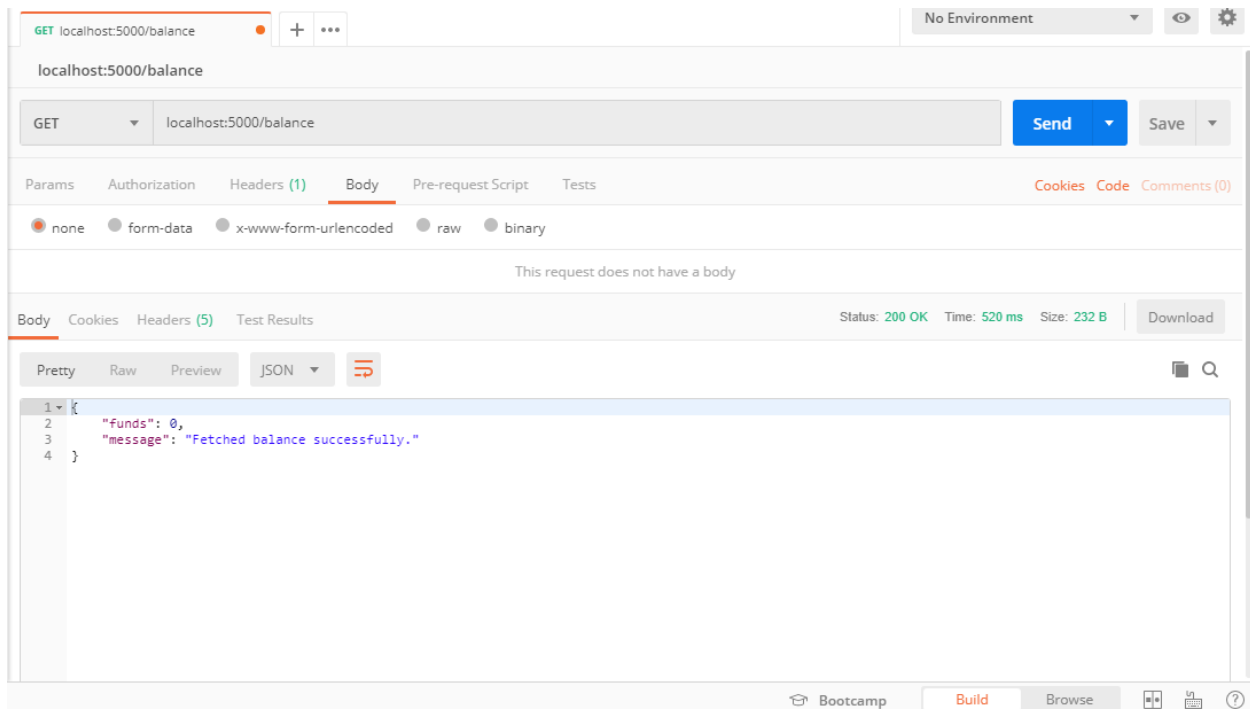 GET localhost:5000/balance + ••• No Environment
localhost:5000/balance
GET localhost:5000/balance Send Save
Params Authorization Headers (1) Body Pre-request Script Tests Cookies Code Comments (0)
none form-data x-www-form-urlencoded raw binary
This request does not have a body
Body Cookies Headers (5) Test Results Status: 200 OK Time: 520 ms Size: 232 B Download
Pretty Raw Preview JSON
1 {
2 "funds": 0,
3 "message": "Fetched balance successfully."
4 }
Bootcamp Build Browse ?